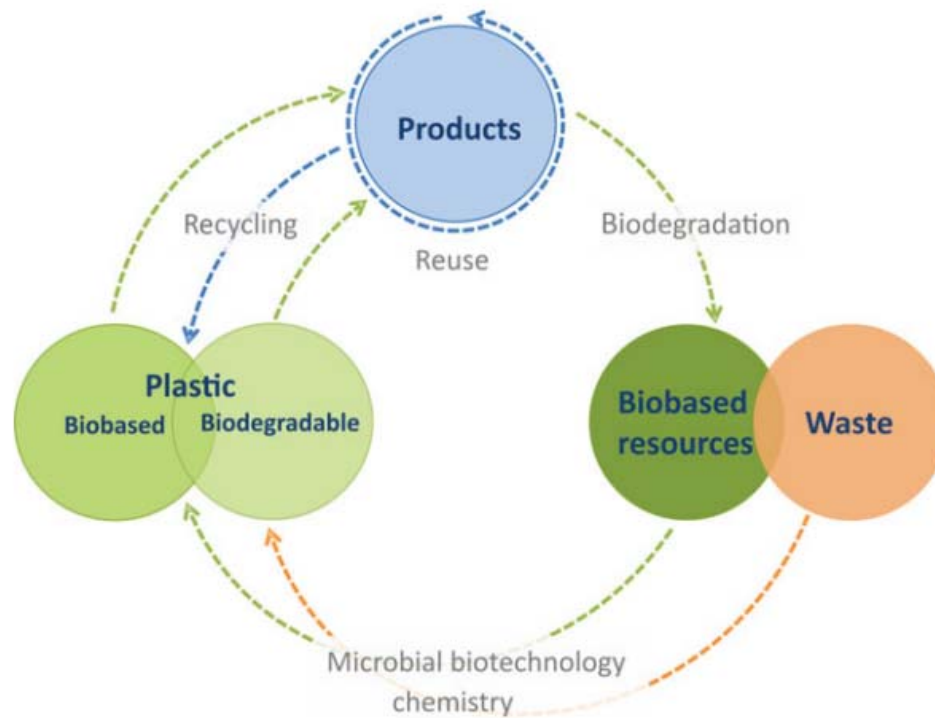 Products
Recycling
Reuse
Biodegradation
Plastic
Biobased
Biodegradable
Biobased
resources
Waste
Microbial biotechnology
chemistry